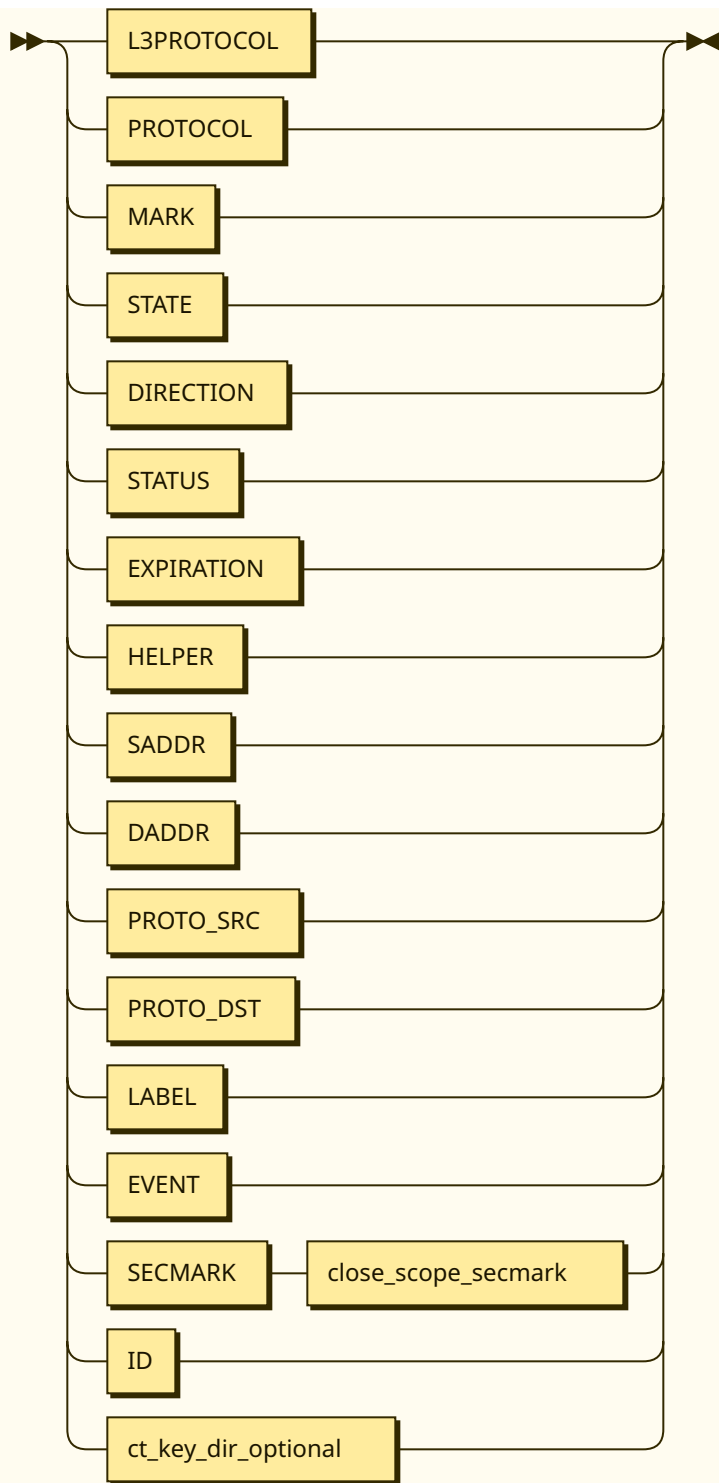 L3PROTOCOL
PROTOCOL
MARK
STATE
DIRECTION
STATUS
EXPIRATION
HELPER
SADDR
DADDR
PROTO_SRC
PROTO_DST
LABEL
EVENT
SECMARK close_scope_secmark
ID
ct_key_dir_optional